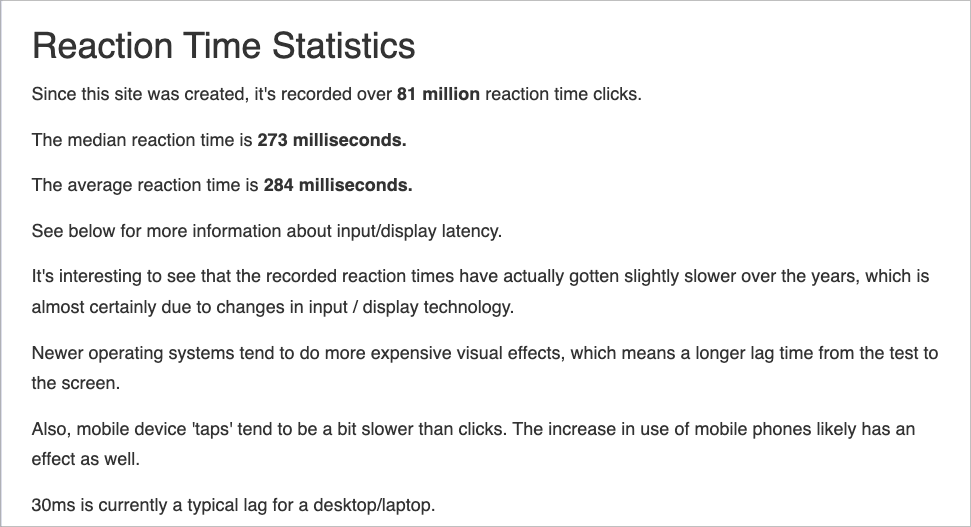 Reaction Time Statistics
Since this site was created, it's recorded over 81 million reaction time clicks.
The median reaction time is 273 milliseconds.
The average reaction time is 284 milliseconds.
See below for more information about input/display latency.
It's interesting to see that the recorded reaction times have actually gotten slightly slower over the years, which is
almost certainly due to changes in input / display technology.
Newer operating systems tend to do more expensive visual effects, which means a longer lag time from the test to
the screen.
Also, mobile device 'taps' tend to be a bit slower than clicks. The increase in use of mobile phones likely has an
effect as well.
30ms is currently a typical lag for a desktop/laptop.